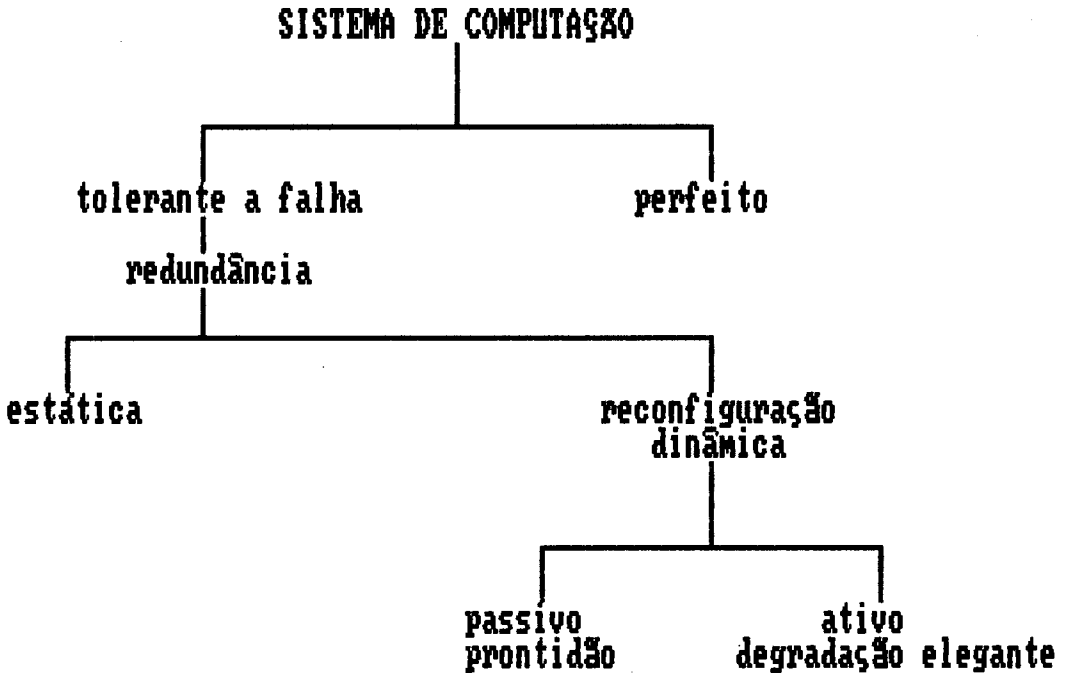 SISTEMA DE COMPUTAÇÃO
tolerante a falha
perfeito
redundância
estática
reconfiguração
dinâmica
passivo
prontidão
ativo
degradação elegante